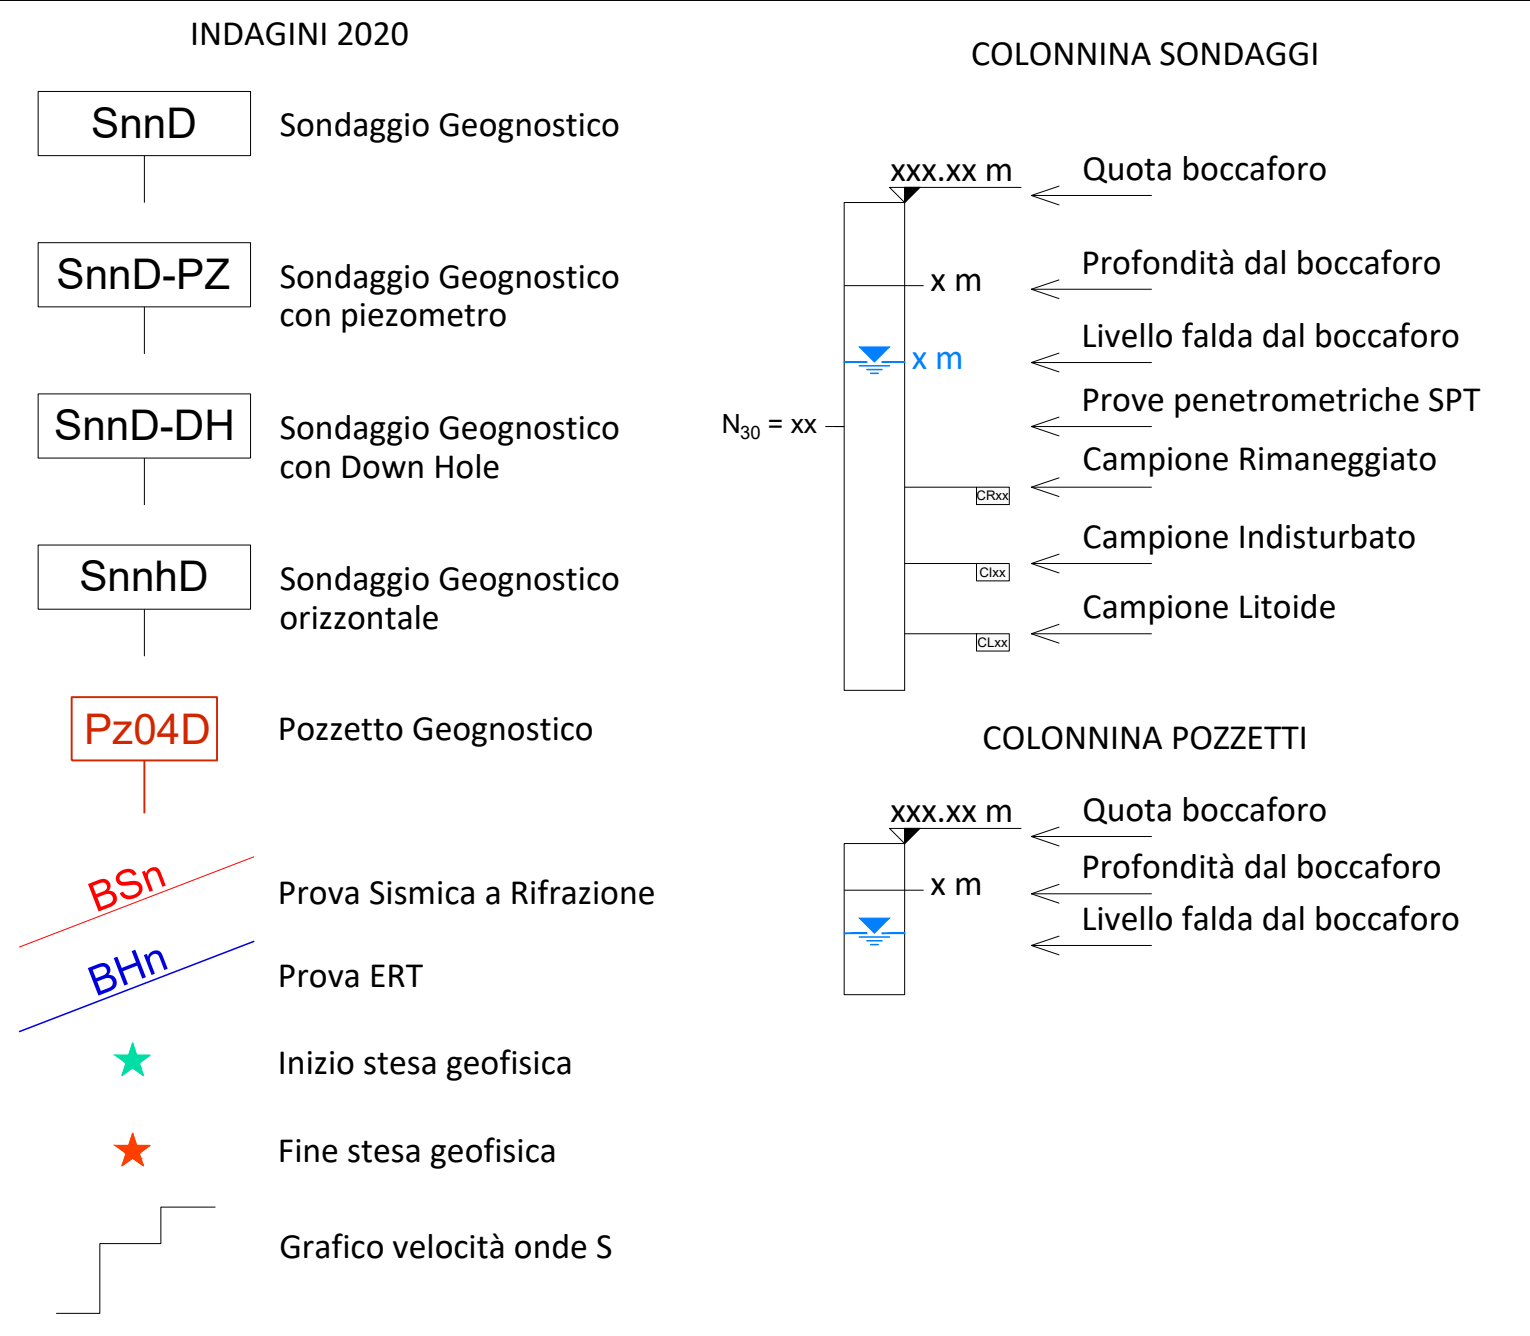 INDAGINI 2020
SnnD
Sondaggio Geognostico
SnnD-PZ
Sondaggio Geognostico
con piezometro
SnnD-DH
Sondaggio Geognostico
con Down Hole
SnnhD
Sondaggio Geognostico
orizzontale
Pz04D
Pozzetto Geognostico
BSn
Prova Sismica a Rifrazione
BHn
Prova ERT
Inizio stesa geofisica
Fine stesa geofisica
Grafico velocità onde S
COLONNINA SONDAGGI
xxx.xx m
Quota boccaforo
x m
Profondità dal boccaforo
x m
Livello falda dal boccaforo
N30 = xx
Prove penetrometriche SPT
CRxx
Campione Rimaneggiato
CIxx
Campione Indisturbato
CLxx
Campione Litoide
COLONNINA POZZETTI
xxx.xx m
Quota boccaforo
x m
Profondità dal boccaforo
Livello falda dal boccaforo